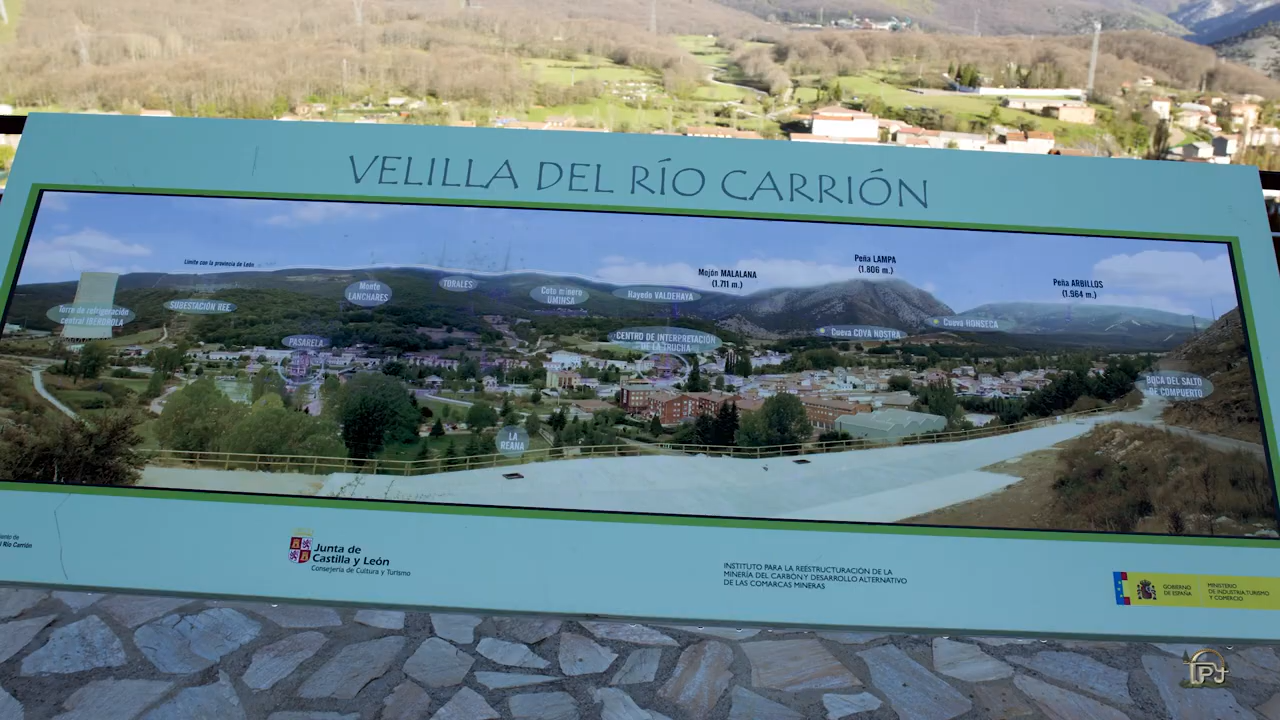 VELILLA DEL RÍO CARRIÓN
Límite con la provincia de León
Torre de refrigeración
central IBERDROLA
SUBESTACIÓN REE
Monte
LANCHARES
PASARELA
TORALES
Coto minero
UMINSA
Hayedo VALDEHAYA
Mojón MALALANA
(1.711 m.)
CENTRO DE INTERPRETACIÓN
DE LA TRUCHA
Peña LAMPA
(1.806 m.)
Cueva COVA NOSTRA
Cueva HONSECA
Peña ARBILLOS
(1.964 m.)
BOCA DEL SALTO
DE COMPUERTO
LA
REANA
Río Carrión
Junta de
Castilla y León
Consejería de Cultura y Turismo
INSTITUTO PARA LA REESTRUCTURACIÓN DE LA
MINERÍA DEL CARBÓN Y DESARROLLO ALTERNATIVO
DE LAS COMARCAS MINERAS
GOBIERNO
DE ESPAÑA
MINISTERIO
DE INDUSTRIA, TURISMO
Y COMERCIO